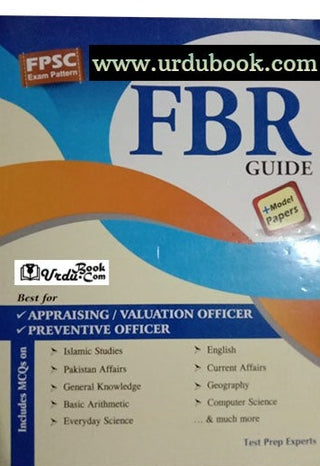 FPSC
Exam Pattern
www.urdubook.com
FBR
GUIDE
+Model
Papers
Urdu Book.Com
Best for
✓ APPRAISING / VALUATION OFFICER
✓ PREVENTIVE OFFICER
Includes MCQs on
➢ Islamic Studies
➢ Pakistan Affairs
➢ General Knowledge
➢ Basic Arithmetic
➢ Everyday Science
➢ English
➢ Current Affairs
➢ Geography
➢ Computer Science
... & much more
Test Prep Experts